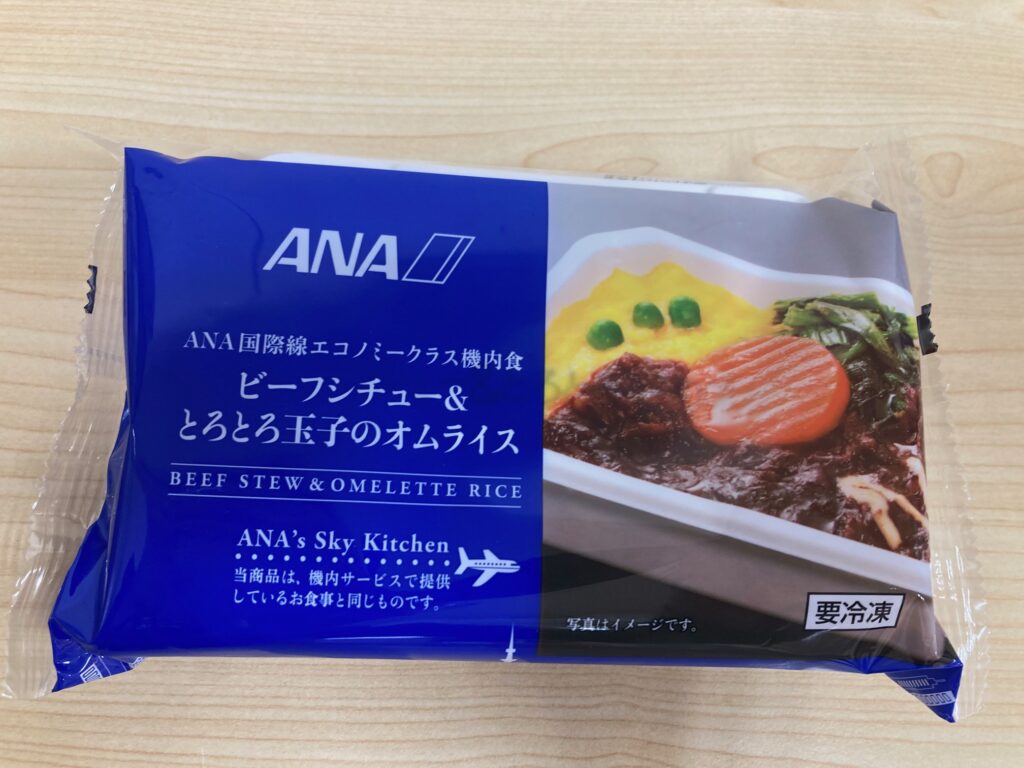 ANA
ANA国際線エコノミークラス機内食
ビーフシチュー&
とろとろ玉子のオムライス
BEEF STEW & OMELETTE RICE
ANA's Sky Kitchen
当商品は、機内サービスで提供
しているお食事と同じものです。
写真はイメージです。
要冷凍